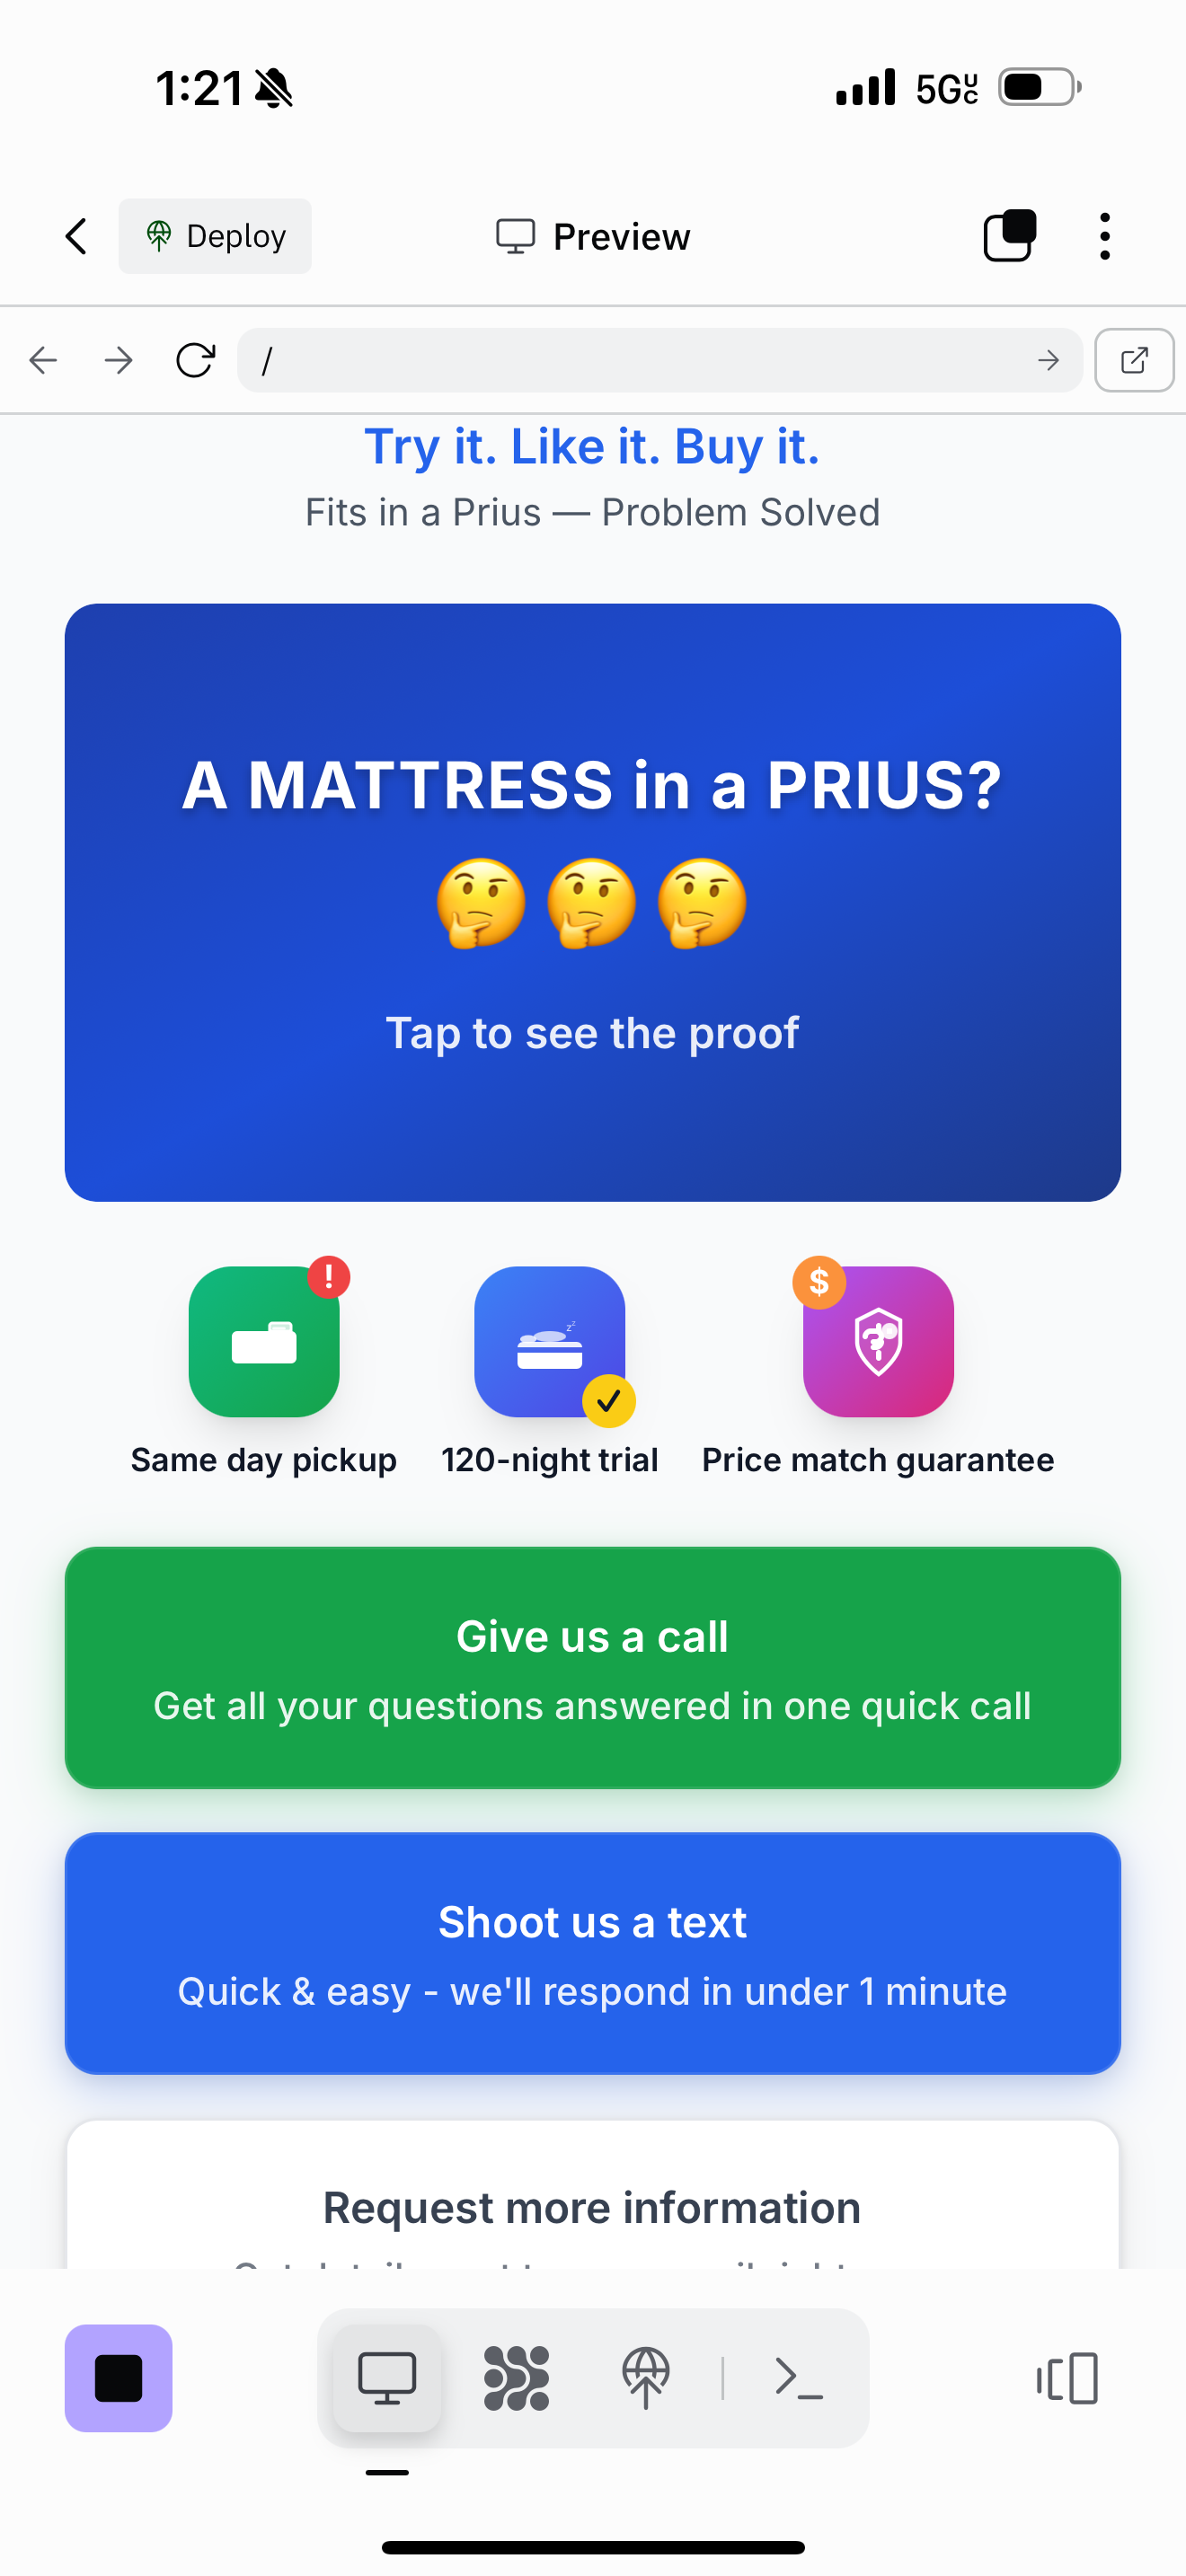 1:21
5GUC
Deploy
Preview
/
Try it. Like it. Buy it.
Fits in a Prius — Problem Solved
A MATTRESS in a PRIUS?
🤔🤔🤔
Tap to see the proof
!
zz
$
Same day pickup
120-night trial
Price match guarantee
Give us a call
Get all your questions answered in one quick call
Shoot us a text
Quick & easy - we'll respond in under 1 minute
Request more information